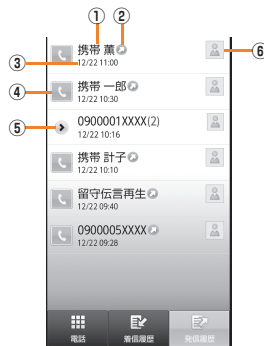 ① ②
携帯 薫
③ 12/22 11:00 ⑥
④ 携帯 一郎
12/22 10:30
⑤ 0900001XXXX(2)
12/22 10:16
携帯 計子
12/22 10:10
留守伝言再生
12/22 09:40
0900005XXXX
12/22 09:28
電話 着信履歴 発信履歴